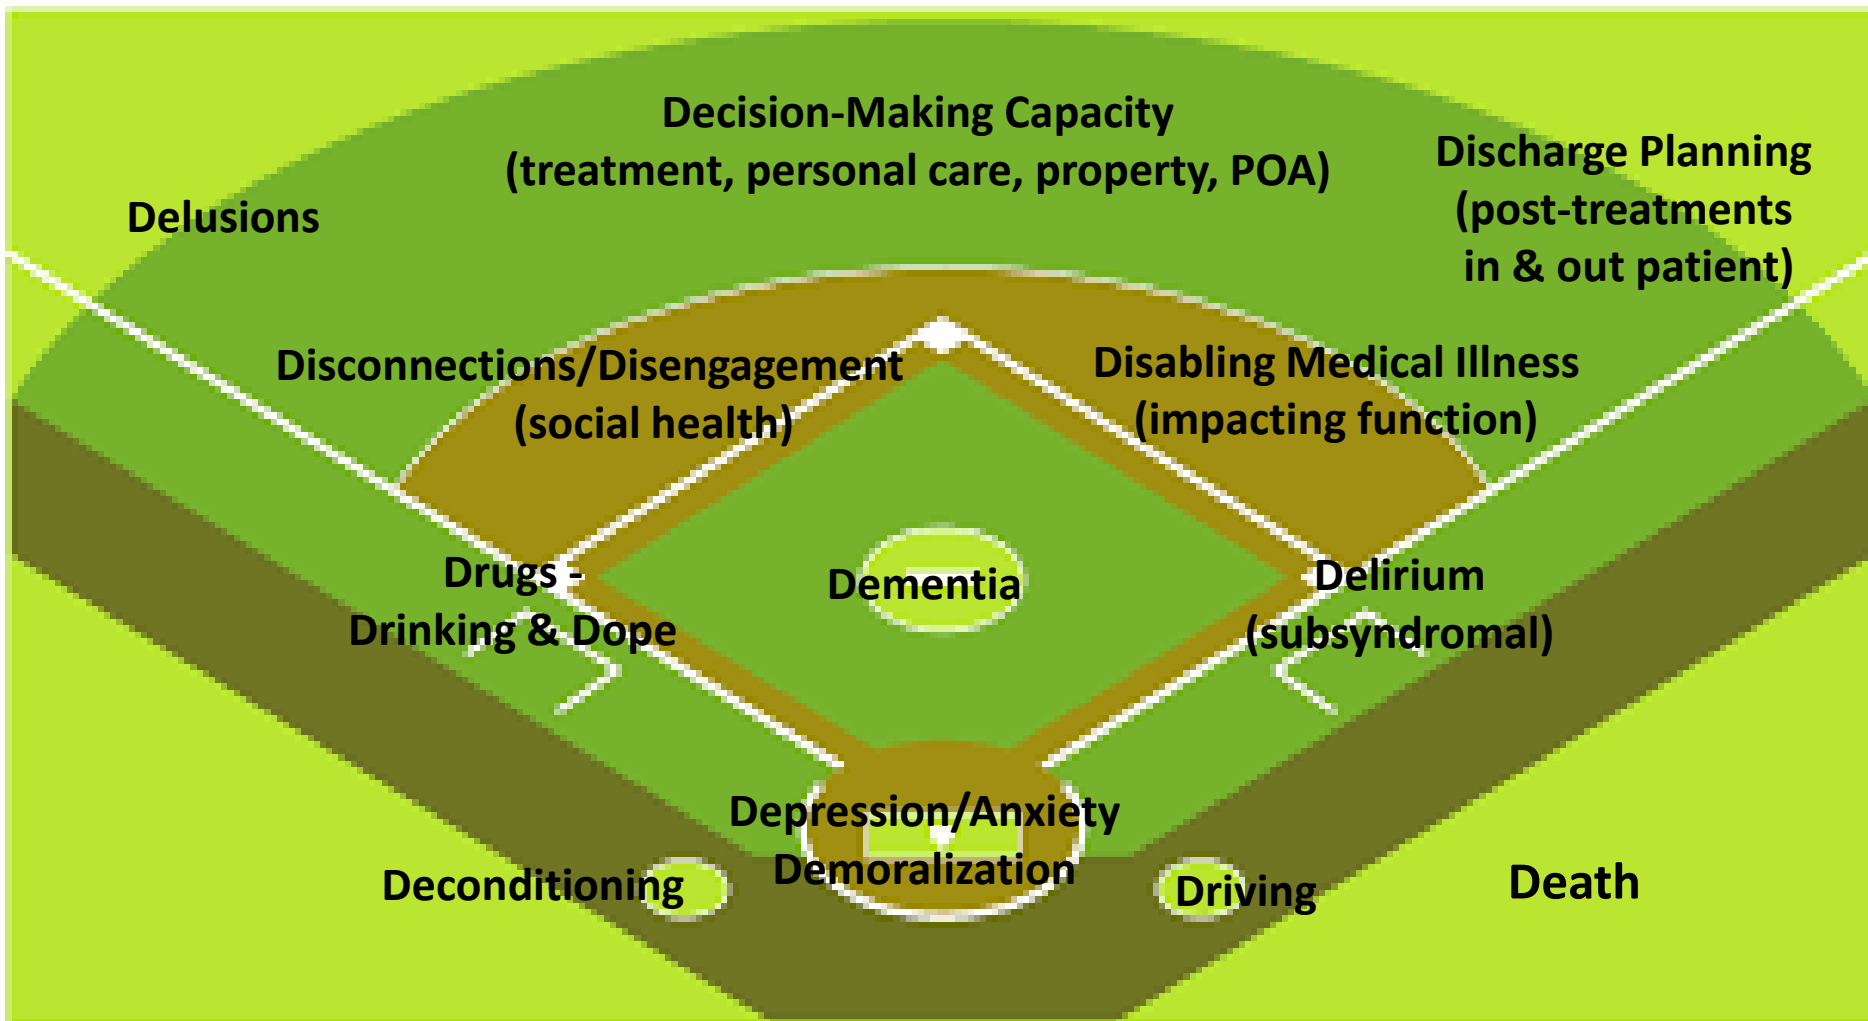 Decision-Making Capacity
(treatment, personal care, property, POA)
Discharge Planning
(post-treatments
in & out patient)
Delusions
Disconnections/Disengagement
(social health)
Disabling Medical Illness
(impacting function)
Drugs -
Drinking & Dope
Dementia
Delirium
(subsyndromal)
Depression/Anxiety
Demoralization
Deconditioning
Driving
Death